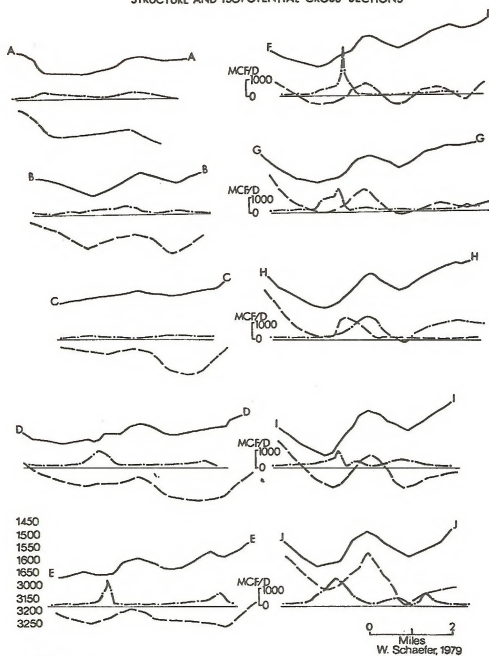 STRUCTURE AND ISOPOTENTIAL CROSS SECTIONS
A A
F
MCF/D
1000
0
B B
G G
MCF/D
1000
0
C C
H H
MCF/D
1000
0
D D
I I
MCF/D
1000
0
1450
1500
1550
1600
1650
3000
3150
3200
3250
E E
J J
MCF/D
1000
0
0 1 2
Miles
W. Schaefer, 1979